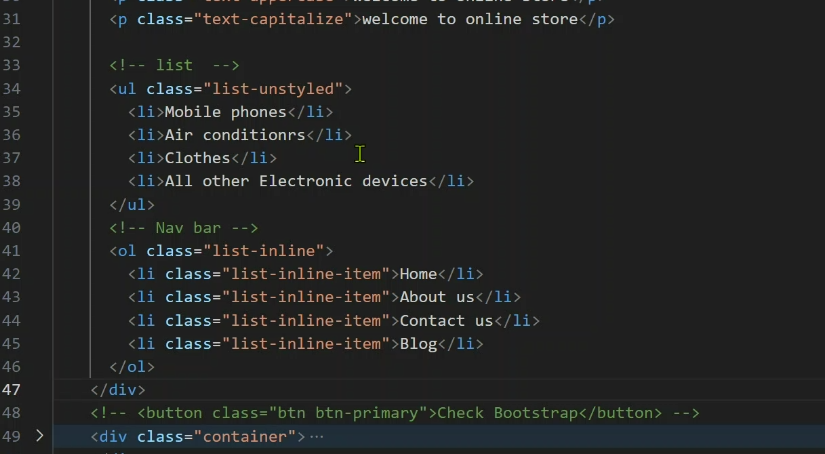 31 <p class="text-capitalize">welcome to online store</p>
32
33 <!-- list  -->
34 <ul class="list-unstyled">
35 <li>Mobile phones</li>
36 <li>Air conditionrs</li>
37 <li>Clothes</li>
38 <li>All other Electronic devices</li>
39 </ul>
40 <!-- Nav bar -->
41 <ol class="list-inline">
42 <li class="list-inline-item">Home</li>
43 <li class="list-inline-item">About us</li>
44 <li class="list-inline-item">Contact us</li>
45 <li class="list-inline-item">Blog</li>
46 </ol>
47 </div>
48 <!-- <button class="btn btn-primary">Check Bootstrap</button> -->
49 <div class="container"> ···